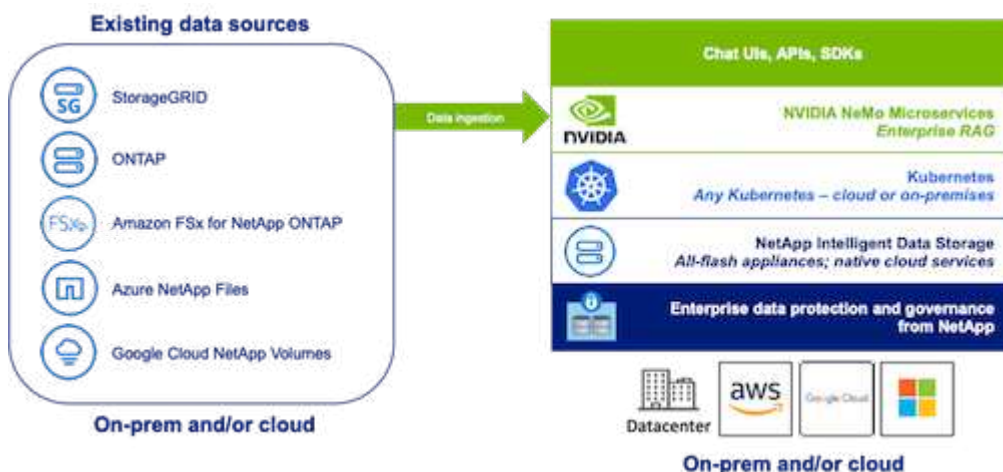 Existing data sources
SG
StorageGRID
ONTAP
FSxn
Amazon FSx for NetApp ONTAP
Azure NetApp Files
Google Cloud NetApp Volumes
On-prem and/or cloud
Data ingestion
Chat UIs, APIs, SDKs
NVIDIA
NVIDIA NeMo Microservices
Enterprise RAG
Kubernetes
Any Kubernetes – cloud or on-premises
NetApp Intelligent Data Storage
All-flash appliances; native cloud services
Enterprise data protection and governance
from NetApp
Datacenter
aws
Google Cloud
On-prem and/or cloud